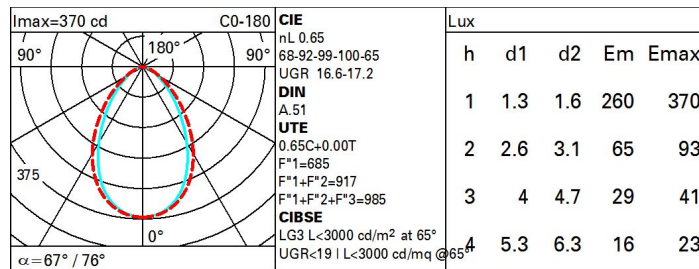 Imax=370 cd C0-180
90° 180° 90°
375
0°
α=67° / 76°
CIE
nL 0.65
68-92-99-100-65
UGR 16.6-17.2
DIN
A.51
UTE
0.65C+0.00T
F"1=685
F"1+F"2=917
F"1+F"2+F"3=985
CIBSE
LG3 L<3000 cd/m² at 65°
UGR<19 | L<3000 cd/mq @65°
Lux
h d1 d2 Em Emax
1 1.3 1.6 260 370
2 2.6 3.1 65 93
3 4 4.7 29 41
4 5.3 6.3 16 23